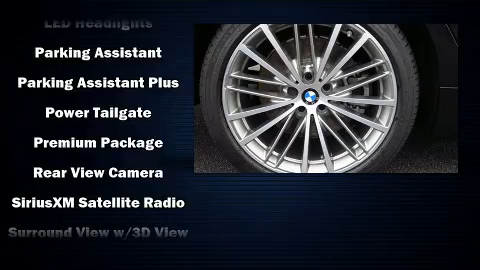 LED Headlights
Parking Assistant
Parking Assistant Plus
Power Tailgate
Premium Package
Rear View Camera
SiriusXM Satellite Radio
Surround View w/3D View